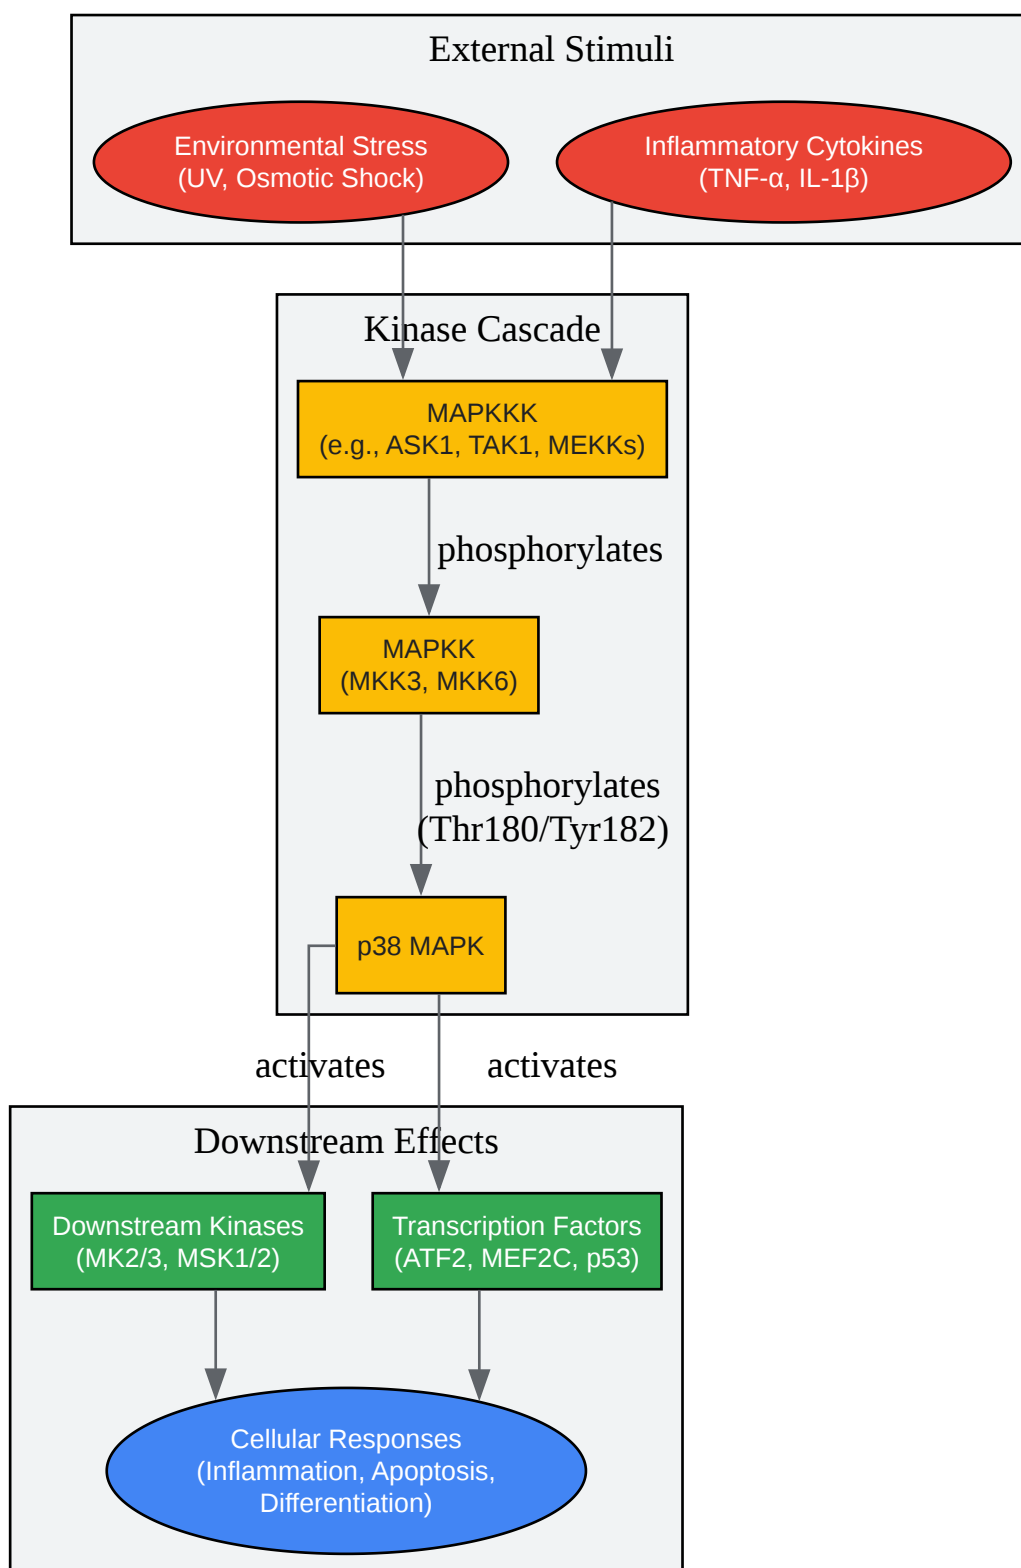 External Stimuli
Environmental Stress
(UV, Osmotic Shock)
Inflammatory Cytokines
(TNF-α, IL-1β)
Kinase Cascade
MAPKKK
(e.g., ASK1, TAK1, MEKKs)
phosphorylates
MAPKK
(MKK3, MKK6)
phosphorylates
(Thr180/Tyr182)
p38 MAPK
activates
activates
Downstream Effects
Downstream Kinases
(MK2/3, MSK1/2)
Transcription Factors
(ATF2, MEF2C, p53)
Cellular Responses
(Inflammation, Apoptosis,
Differentiation)